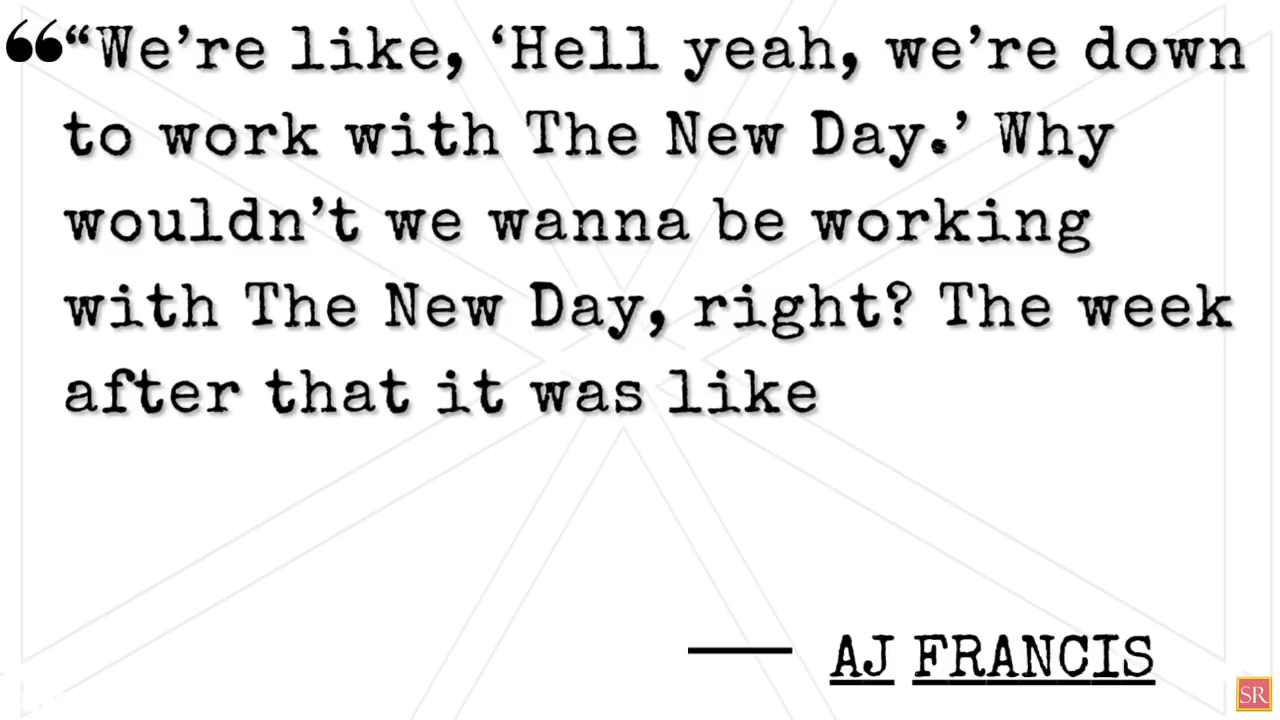 ““We’re like, ‘Hell yeah, we’re down
to work with The New Day.’ Why
wouldn’t we wanna be working
with The New Day, right? The week
after that it was like
— AJ FRANCIS
SR